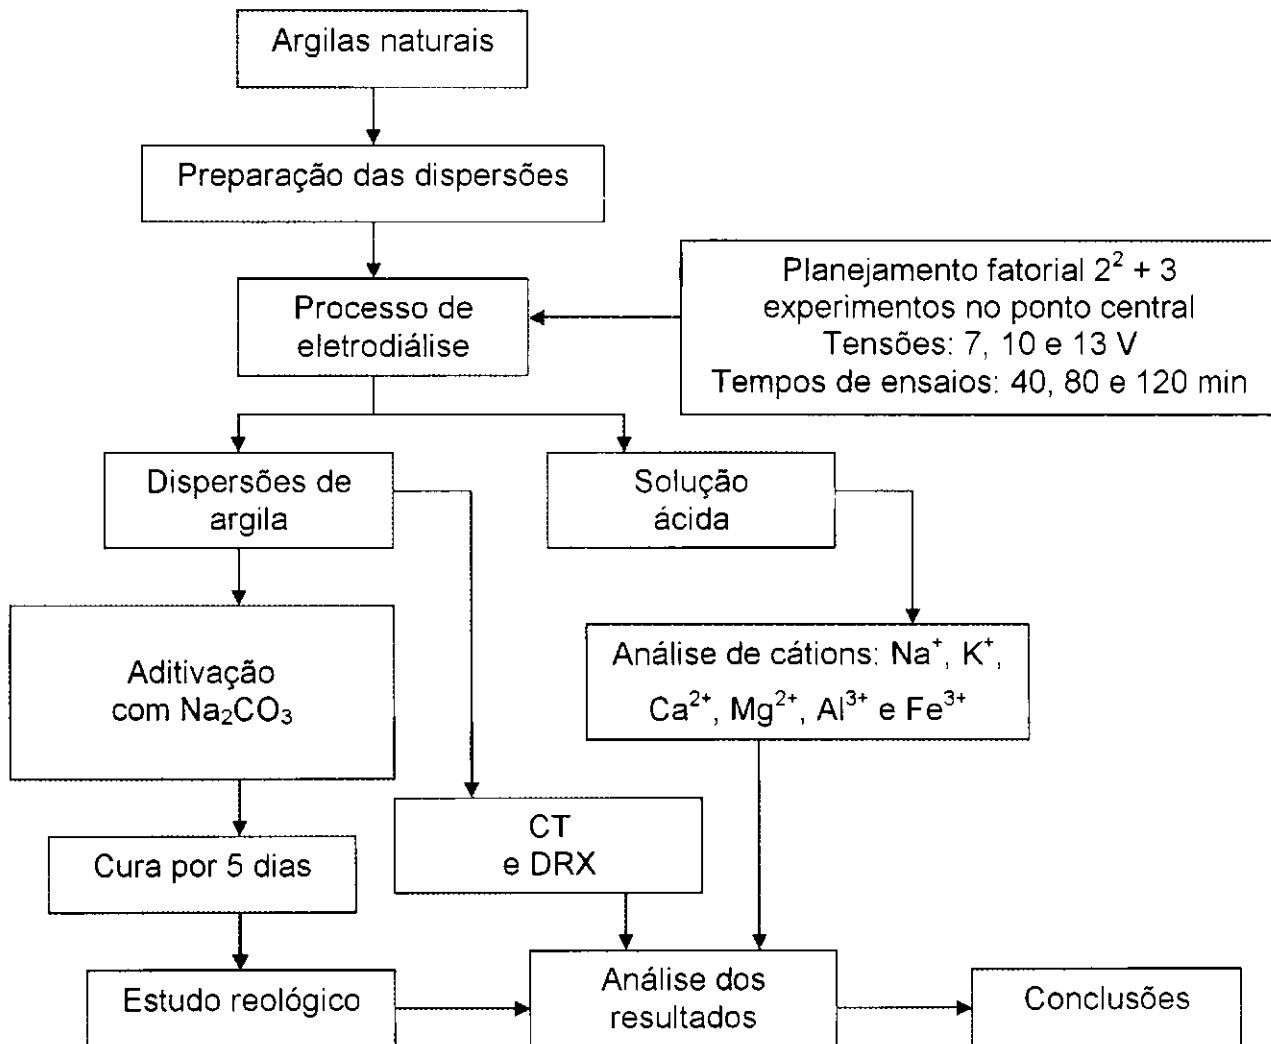 Argilas naturais
Preparação das dispersões
Processo de
eletrodiálise
Planejamento fatorial 2² + 3
experimentos no ponto central
Tensões: 7, 10 e 13 V
Tempos de ensaios: 40, 80 e 120 min
Dispersões de
argila
Solução
ácida
Aditivação
com Na₂CO₃
Análise de cátions: Na⁺, K⁺,
Ca²⁺, Mg²⁺, Al³⁺ e Fe³⁺
CT
e DRX
Cura por 5 dias
Estudo reológico
Análise dos
resultados
Conclusões